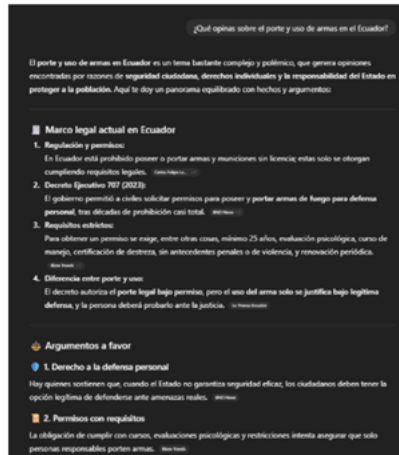 ¿Qué opinas sobre el porte y uso de armas en el Ecuador?
El porte y uso de armas en Ecuador es un tema bastante complejo y polémico, que genera opiniones
encontradas por razones de seguridad ciudadana, derechos individuales y la responsabilidad del Estado en
proteger a la población. Aquí te doy un panorama equilibrado con hechos y argumentos:
Marco legal actual en Ecuador
1. Regulación y permisos:
En Ecuador está prohibido poseer o portar armas y municiones sin licencia; estas solo se otorgan
cumpliendo requisitos legales. Carlos Felipe
2. Decreto Ejecutivo 707 (2023):
El gobierno permitió a civiles solicitar permisos para poseer y portar armas de fuego para defensa
personal, tras décadas de prohibición casi total.
3. Requisitos estrictos:
Para obtener un permiso se exige, entre otras cosas, mínimo 25 años, evaluación psicológica, curso de
manejo, certificación de destreza, sin antecedentes penales o de violencia, y renovación periódica.
4. Diferencia entre porte y uso:
El decreto autoriza el porte legal bajo permiso, pero el uso del arma solo se justifica bajo legítima
defensa, y la persona deberá probarlo ante la justicia. La Prensa Ecuador
Argumentos a favor
1. Derecho a la defensa personal
Hay quienes sostienen que, cuando el Estado no garantiza seguridad eficaz, los ciudadanos deben tener la
opción legítima de defenderse ante amenazas reales.
2. Permisos con requisitos
La obligación de cumplir con cursos, evaluaciones psicológicas y restricciones intenta asegurar que solo
personas responsables porten armas.